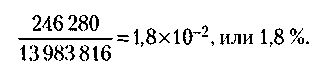 246 280
13 983 816 = 1,8×10⁻², или 1,8 %.